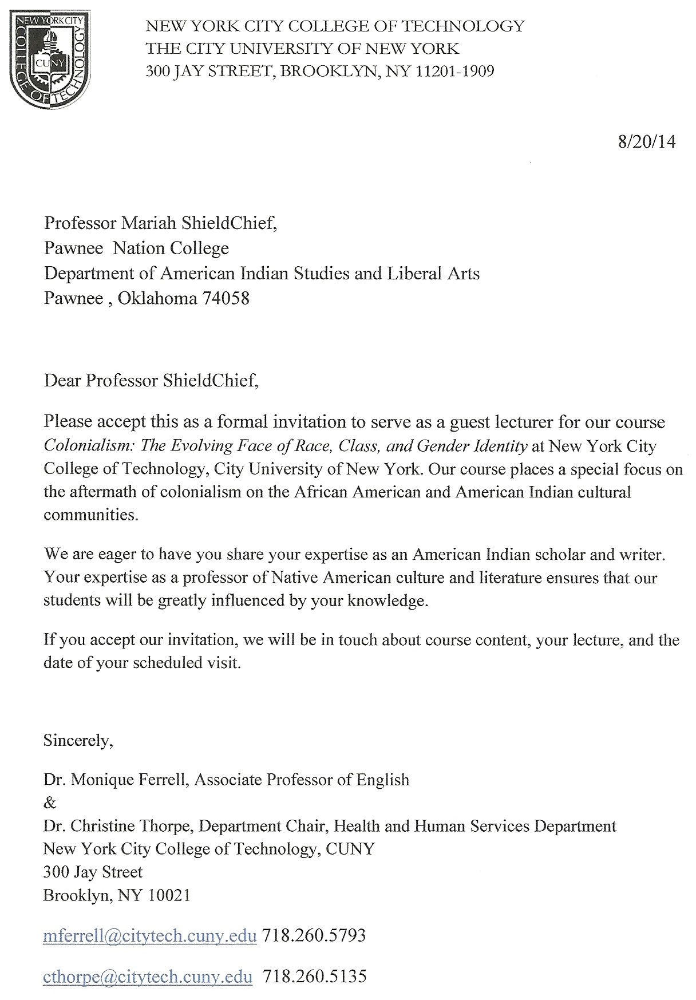 NEW YORK CITY
COLLEGE OF TECHNOLOGY
CUNY
NEW YORK CITY COLLEGE OF TECHNOLOGY
THE CITY UNIVERSITY OF NEW YORK
300 JAY STREET, BROOKLYN, NY 11201-1909
8/20/14
Professor Mariah ShieldChief,
Pawnee  Nation College
Department of American Indian Studies and Liberal Arts
Pawnee , Oklahoma 74058
Dear Professor ShieldChief,
Please accept this as a formal invitation to serve as a guest lecturer for our course
Colonialism: The Evolving Face of Race, Class, and Gender Identity at New York City
College of Technology, City University of New York. Our course places a special focus on
the aftermath of colonialism on the African American and American Indian cultural
communities.
We are eager to have you share your expertise as an American Indian scholar and writer.
Your expertise as a professor of Native American culture and literature ensures that our
students will be greatly influenced by your knowledge.
If you accept our invitation, we will be in touch about course content, your lecture, and the
date of your scheduled visit.
Sincerely,
Dr. Monique Ferrell, Associate Professor of English
&
Dr. Christine Thorpe, Department Chair, Health and Human Services Department
New York City College of Technology, CUNY
300 Jay Street
Brooklyn, NY 10021
mferrell@citytech.cuny.edu 718.260.5793
cthorpe@citytech.cuny.edu  718.260.5135